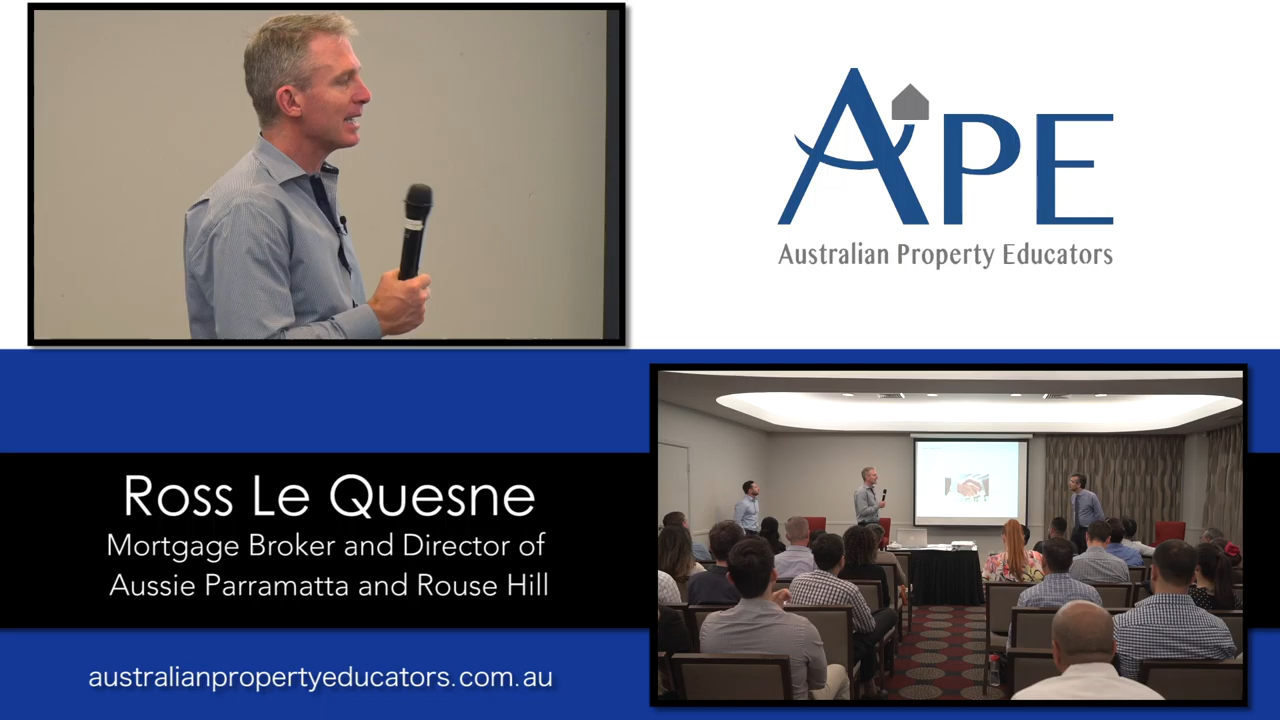 APE
Australian Property Educators
Ross Le Quesne
Mortgage Broker and Director of
Aussie Parramatta and Rouse Hill
australianpropertyeducators.com.au